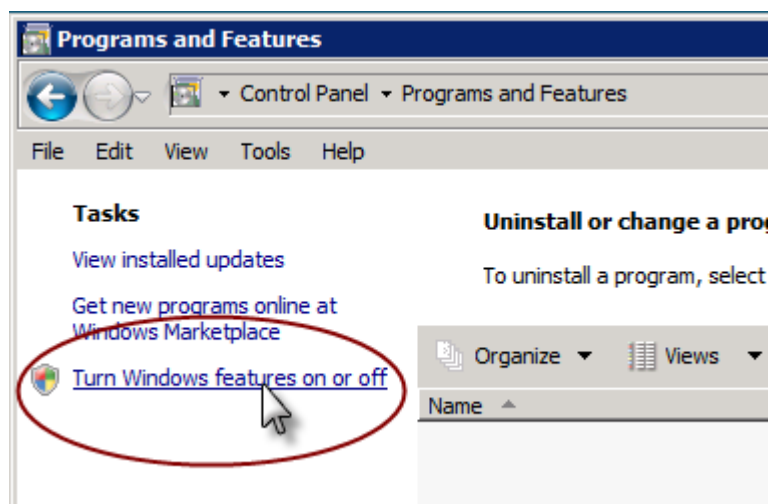 Programs and Features
Control Panel Programs and Features
File Edit View Tools Help
Tasks
View installed updates
Get new programs online at
Windows Marketplace
Turn Windows features on or off
Uninstall or change a
To uninstall a program, select
Organize Views
Name